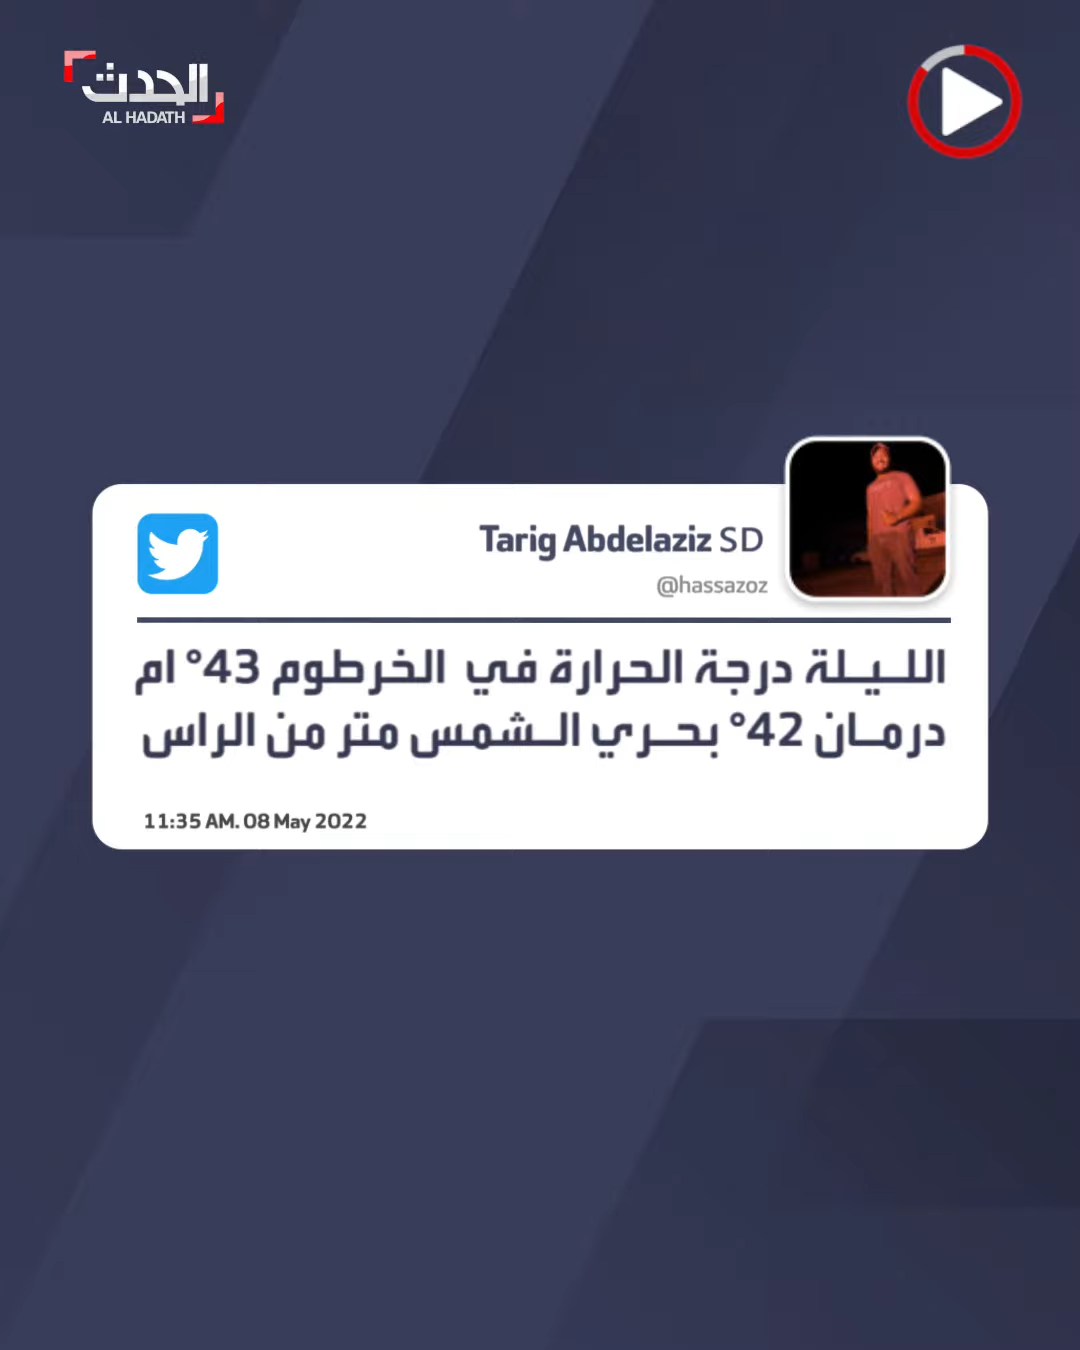 الحدث
AL HADATH
Tarig Abdelaziz SD
@hassazoz
الليلة درجة الحرارة في الخرطوم 43° ام
درمان 42° بحري الشمس متر من الراس
11:35 AM. 08 May 2022